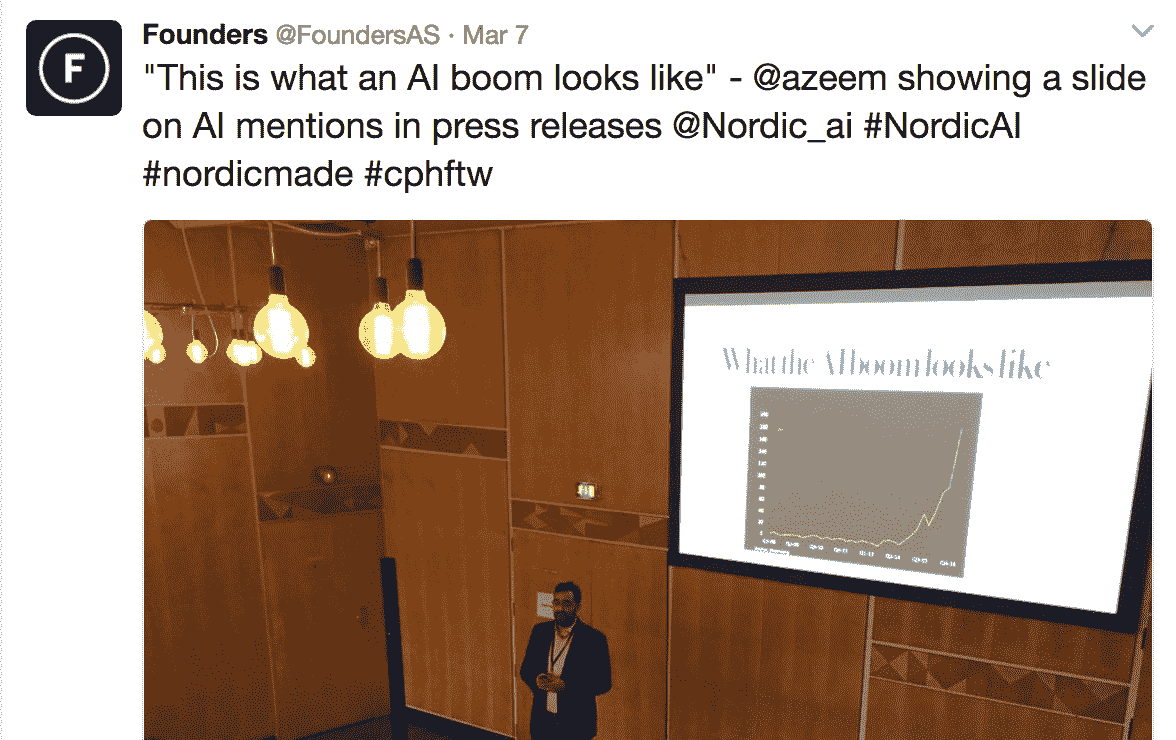 F
Founders @FoundersAS · Mar 7
"This is what an AI boom looks like" - @azeem showing a slide
on AI mentions in press releases @Nordic_ai #NordicAI
#nordicmade #cphftw
What the AI boom looks like